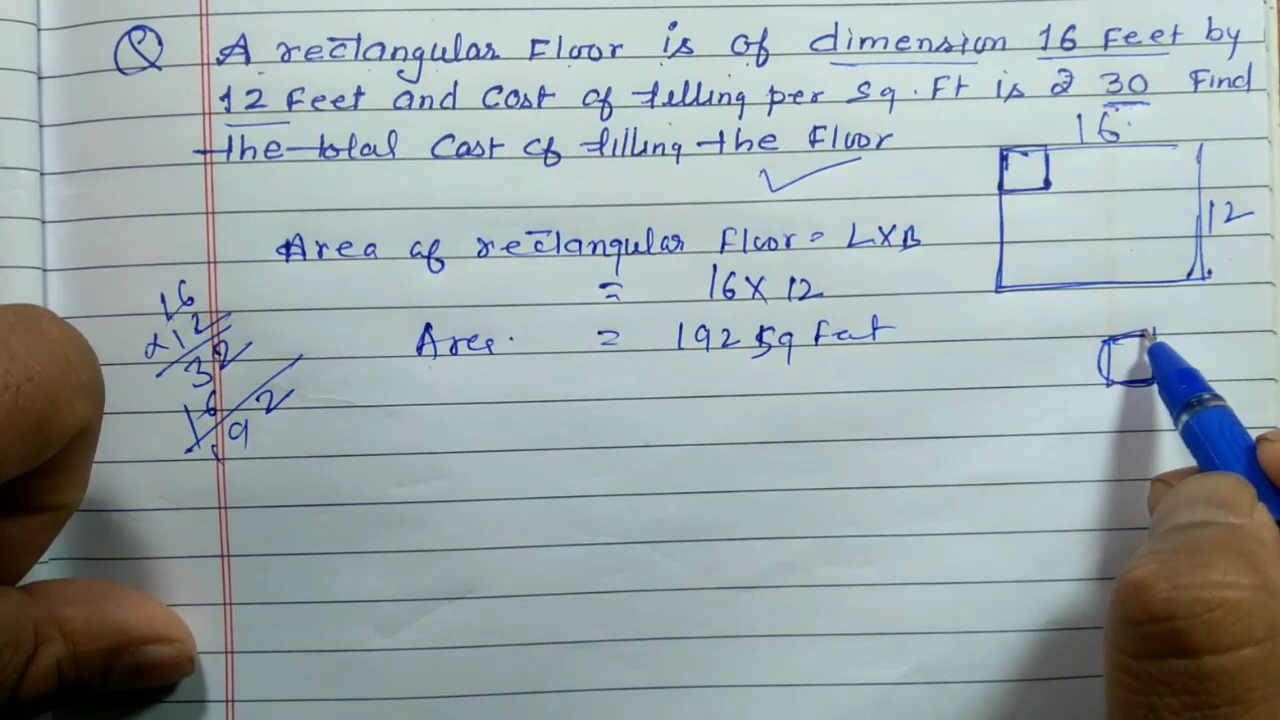 Q A rectangular Floor is of dimension 16 Feet by
12 Feet and Cost of tilling per Sq. Ft is ₹ 30 Find
the total Cost of tilling the Floor
16
12
Area of rectangular Floor = L×B
= 16 × 12
Area = 192 Sq Feet
16
×12
32
16
192